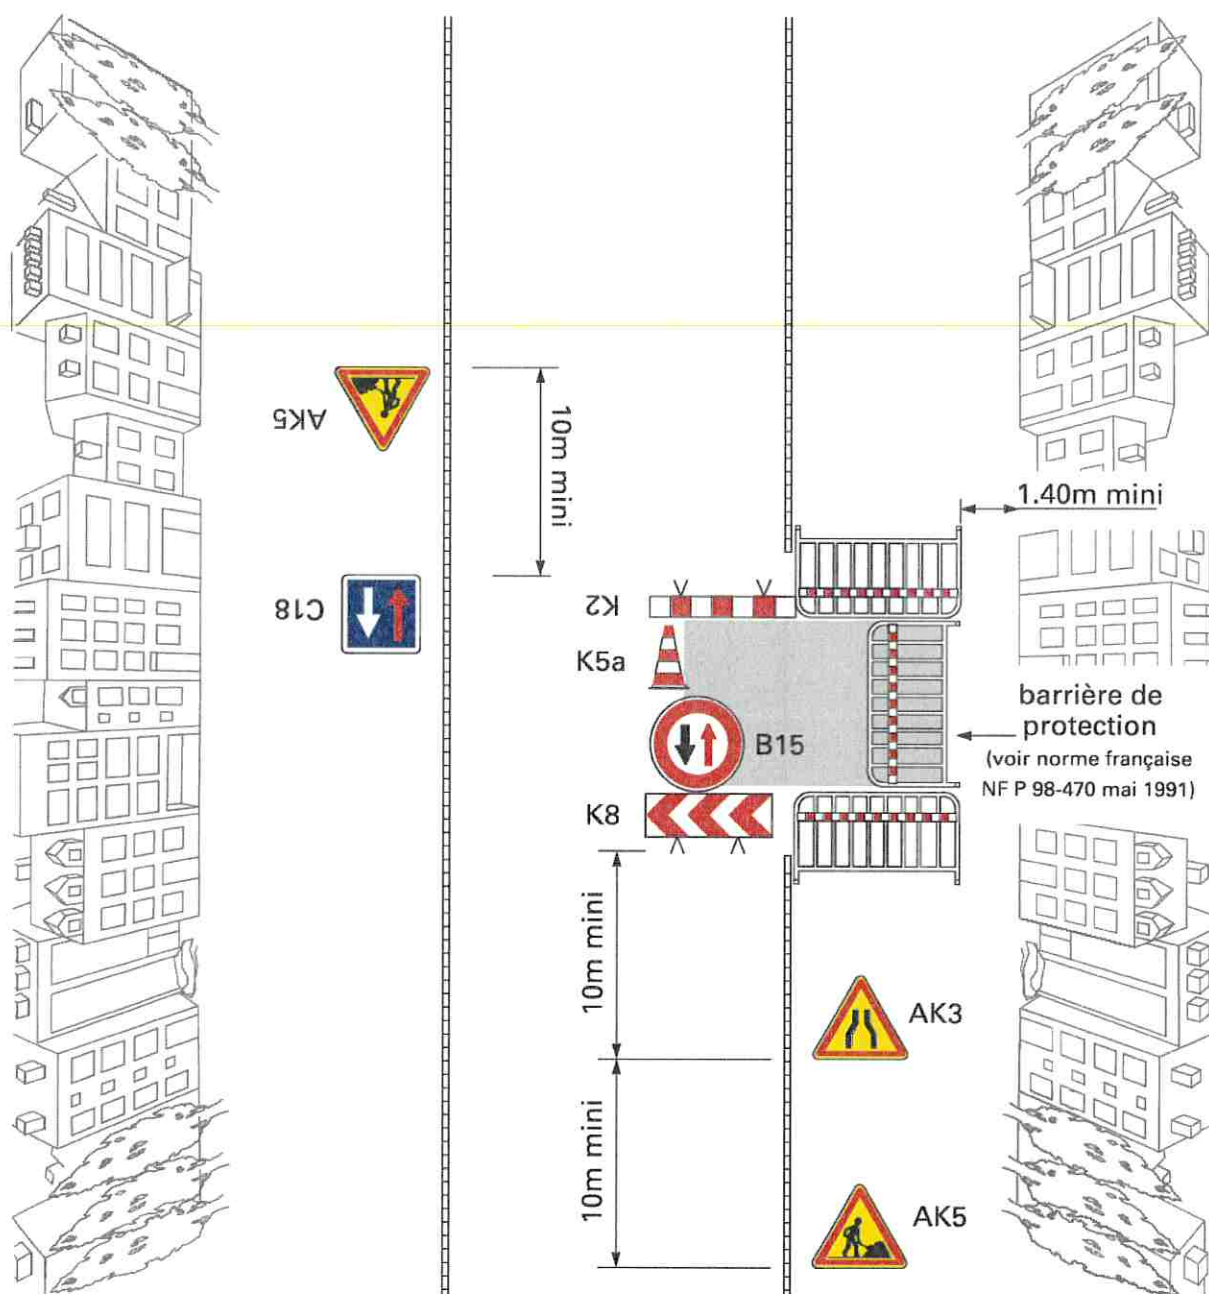 AK5
10m mini
1.40m mini
C18
K2
K5a
barrière de
protection
(voir norme française
NF P 98-470 mai 1991)
B15
K8
10m mini
AK3
10m mini
AK5